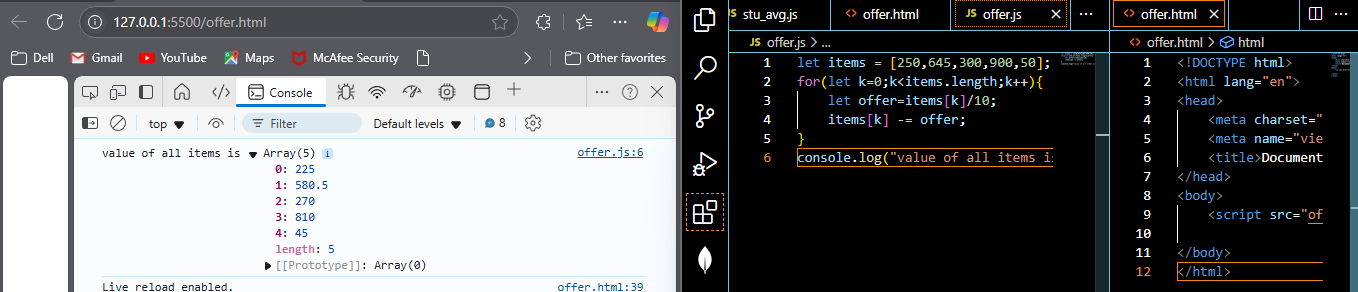 127.0.0.1:5500/offer.html
Dell Gmail YouTube Maps McAfee Security Other favorites
Console
top Filter Default levels 8
value of all items is Array(5) offer.js:6
0: 225
1: 580.5
2: 270
3: 810
4: 45
length: 5
[[Prototype]]: Array(0)
Live reload enabled. offer.html:39
stu_avg.js offer.html offer.js
JS offer.js > ...
1 let items = [250,645,300,900,50];
2 for(let k=0;k<items.length;k++){
3 let offer=items[k]/10;
4 items[k] -= offer;
5 }
6 console.log("value of all items is
offer.html
offer.html > html
1 <!DOCTYPE html>
2 <html lang="en">
3 <head>
4 <meta charset="
5 <meta name="vie
6 <title>Document
7 </head>
8 <body>
9 <script src="of
10
11 </body>
12 </html>